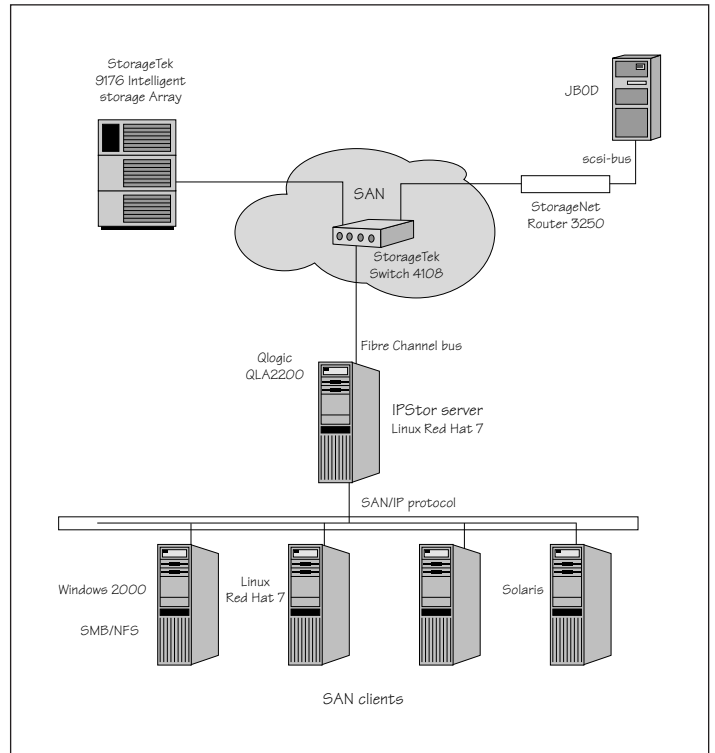 StorageTek
9176 Intelligent
storage Array
JBOD
scsi-bus
SAN
StorageNet
Router 3250
StorageTek
Switch 4108
Fibre Channel bus
Qlogic
QLA2200
IPStor server
Linux Red Hat 7
SAN/IP protocol
Windows 2000
SMB/NFS
Linux
Red Hat 7
Solaris
SAN clients